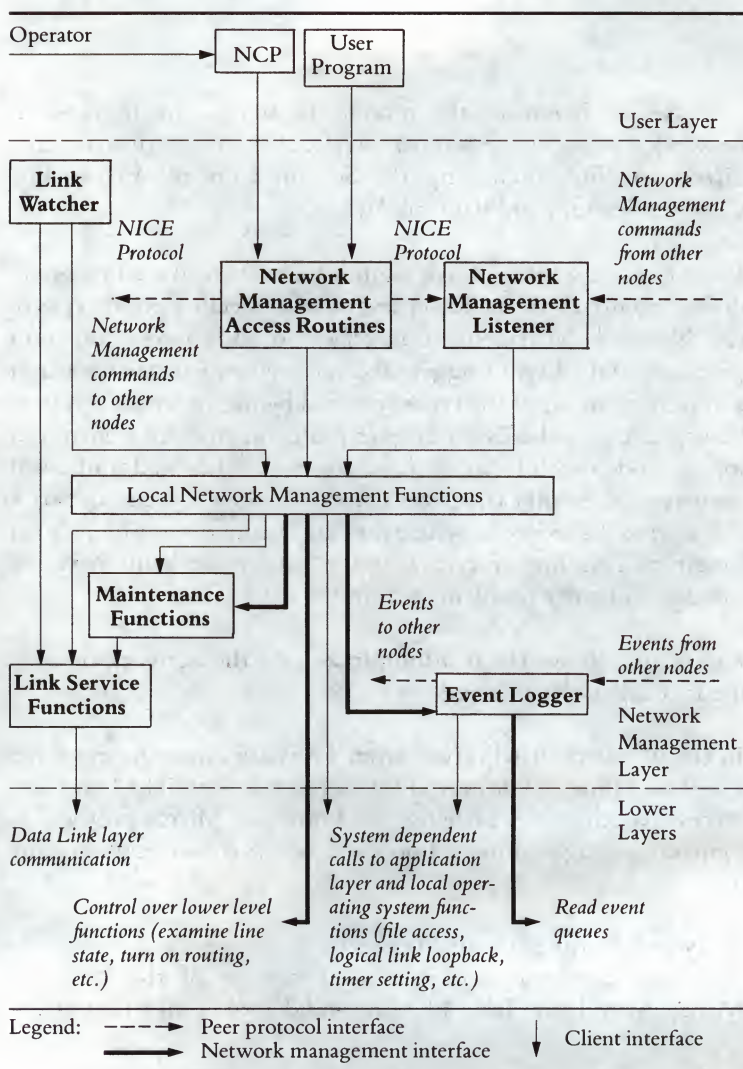 Operator
NCP
User
Program
User Layer
Link
Watcher
NICE
Protocol
NICE
Protocol
Network
Management
commands
from other
nodes
Network
Management
Access Routines
Network
Management
Listener
Network
Management
commands
to other
nodes
Local Network Management Functions
Maintenance
Functions
Events
to other
nodes
Events from
other nodes
Link Service
Functions
Event Logger
Network
Management
Layer
Lower
Layers
Data Link layer
communication
System dependent
calls to application
layer and local oper-
ating system func-
tions (file access,
logical link loopback,
timer setting, etc.)
Control over lower level
functions (examine line
state, turn on routing,
etc.)
Read event
queues
Legend:
Peer protocol interface
Network management interface
Client interface